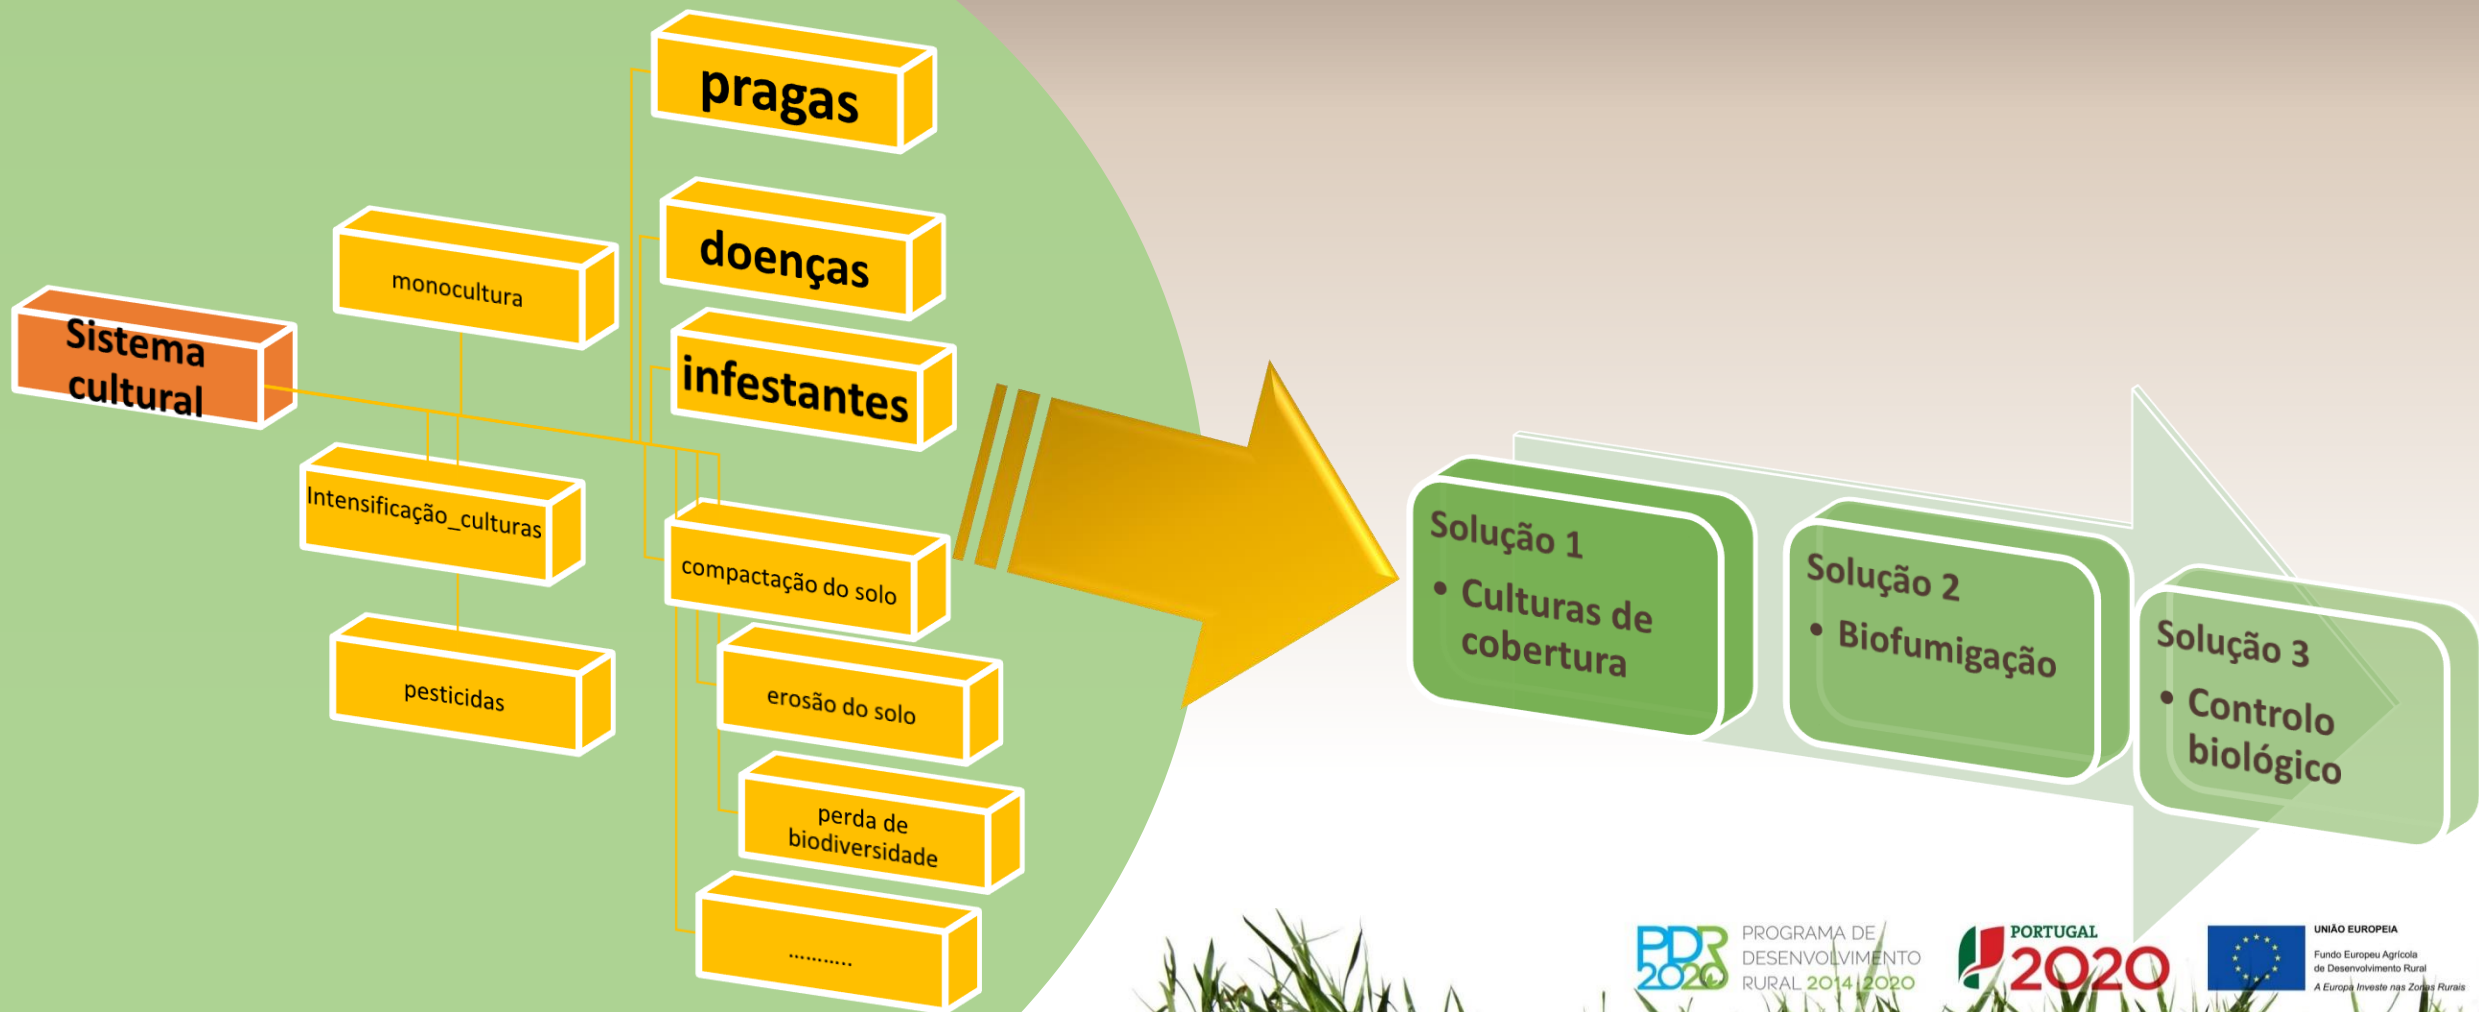 Sistema
cultural
monocultura
Intensificação_culturas
pesticidas
pragas
doenças
infestantes
compactação do solo
erosão do solo
perda de
biodiversidade
...........
Solução 1
• Culturas de
cobertura
Solução 2
• Biofumigação
Solução 3
• Controlo
biológico
PDR
2020
PROGRAMA DE
DESENVOLVIMENTO
RURAL 2014·2020
PORTUGAL
2020
UNIÃO EUROPEIA
Fundo Europeu Agrícola
de Desenvolvimento Rural
A Europa Investe nas Zonas Rurais